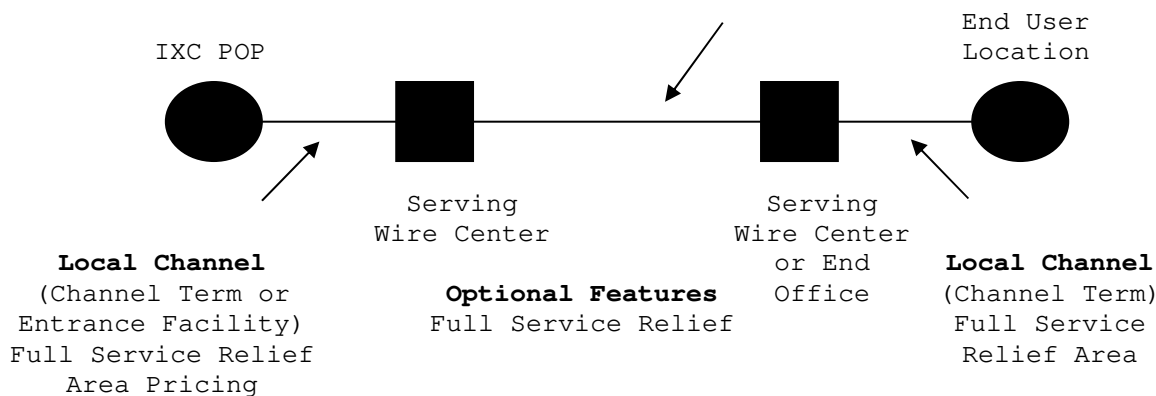 IXC POP
End User
Location
Serving
Wire Center
Serving
Wire Center
or End
Office
Local Channel
(Channel Term or
Entrance Facility)
Full Service Relief
Area Pricing
Optional Features
Full Service Relief
Local Channel
(Channel Term)
Full Service
Relief Area